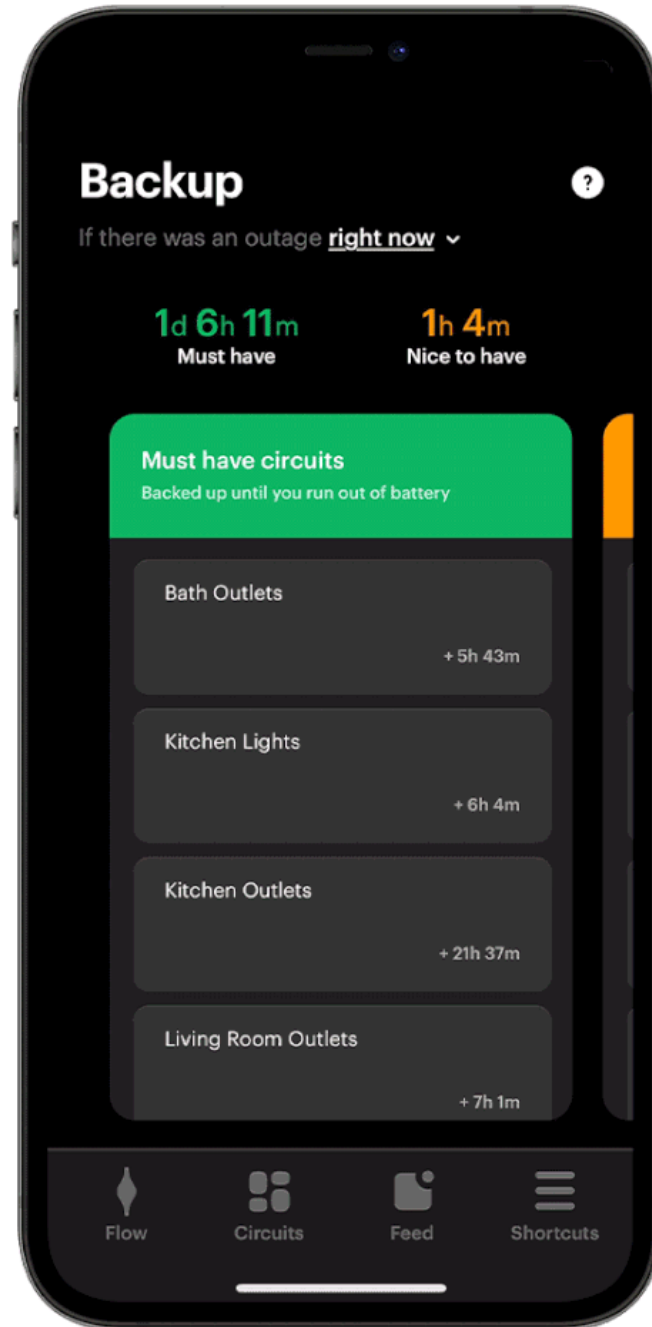 Backup
?
If there was an outage right now
1d 6h 11m
Must have
1h 4m
Nice to have
Must have circuits
Backed up until you run out of battery
Bath Outlets
+ 5h 43m
Kitchen Lights
+ 6h 4m
Kitchen Outlets
+ 21h 37m
Living Room Outlets
+ 7h 1m
Flow
Circuits
Feed
Shortcuts